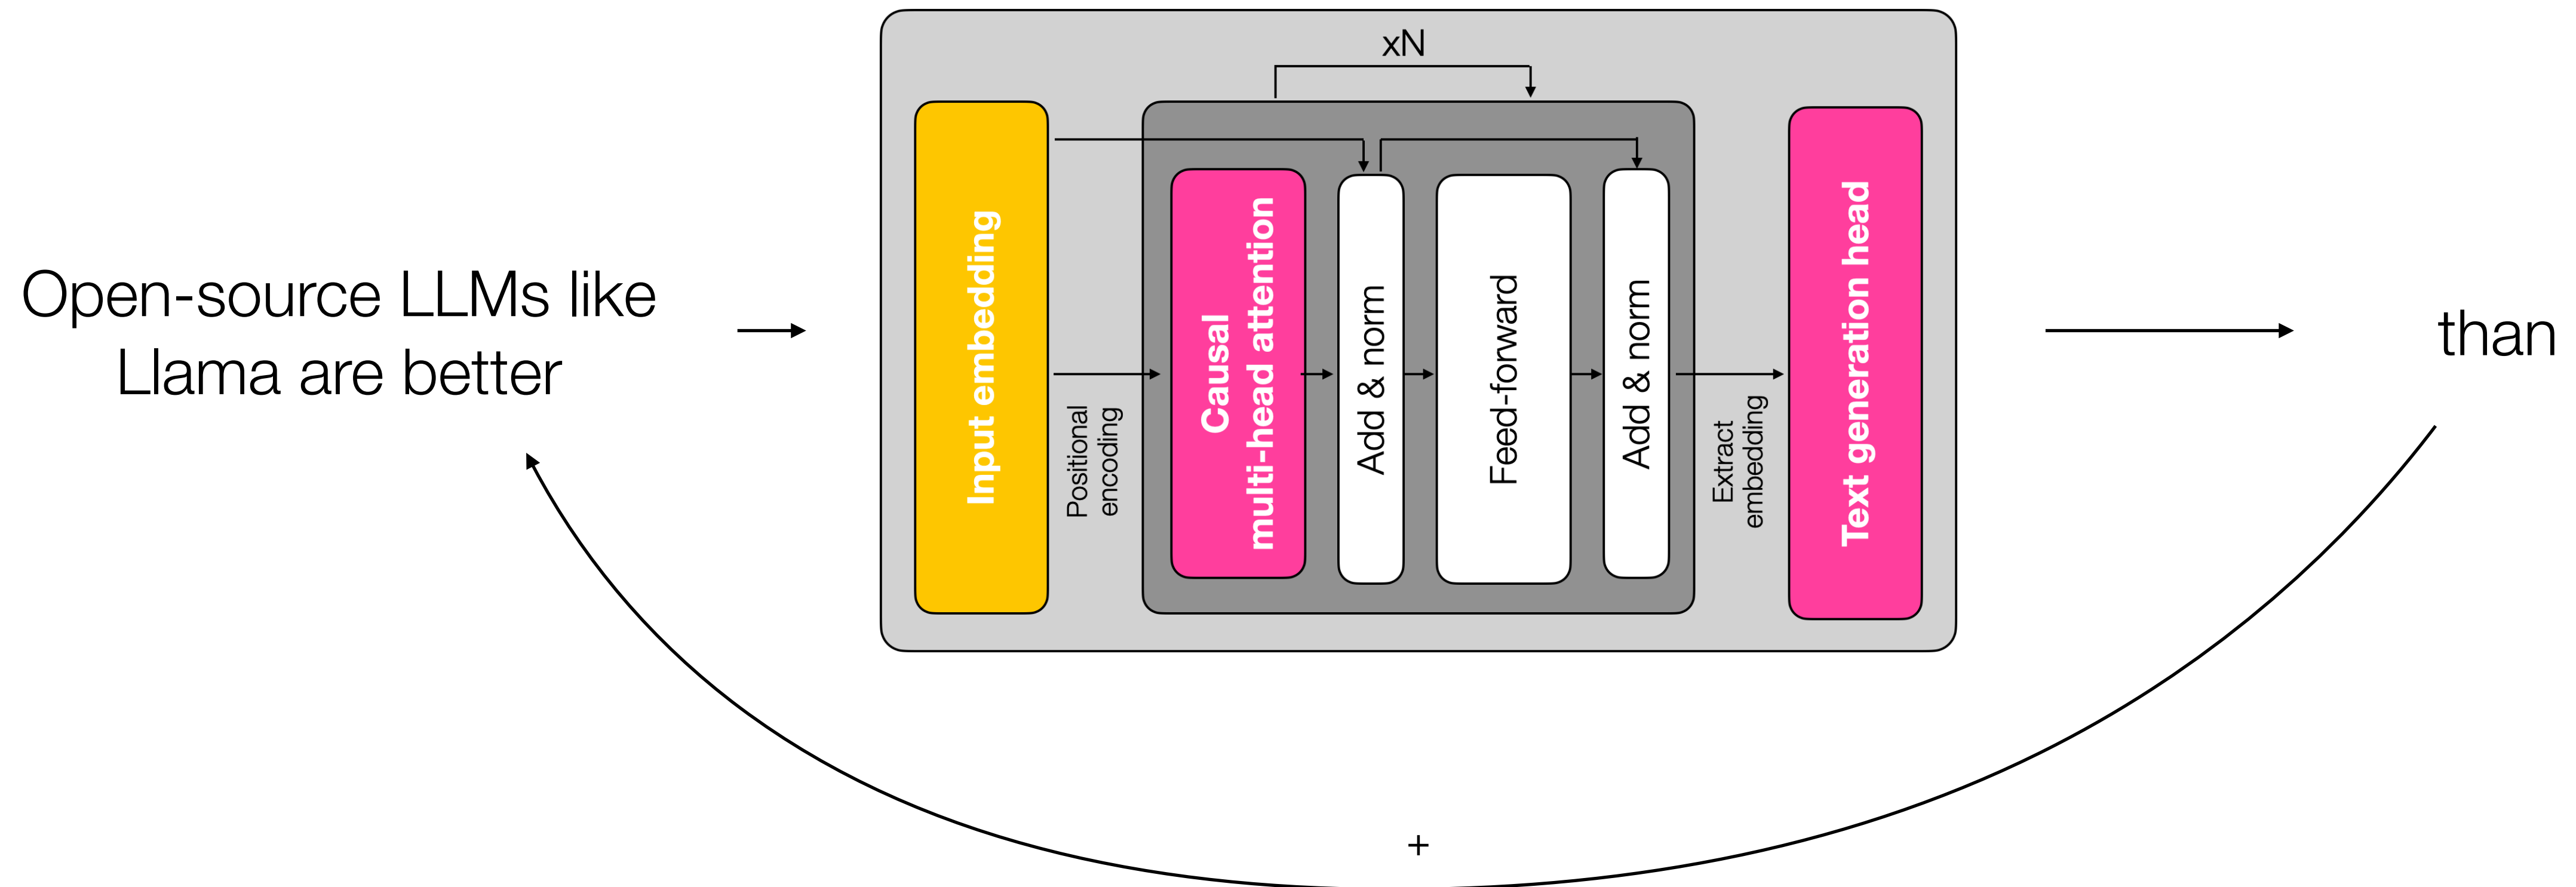 xN
Open-source LLMs like
Llama are better
Input embedding
Positional
encoding
Causal
multi-head attention
Add & norm
Feed-forward
Add & norm
Extract
embedding
Text generation head
than
+